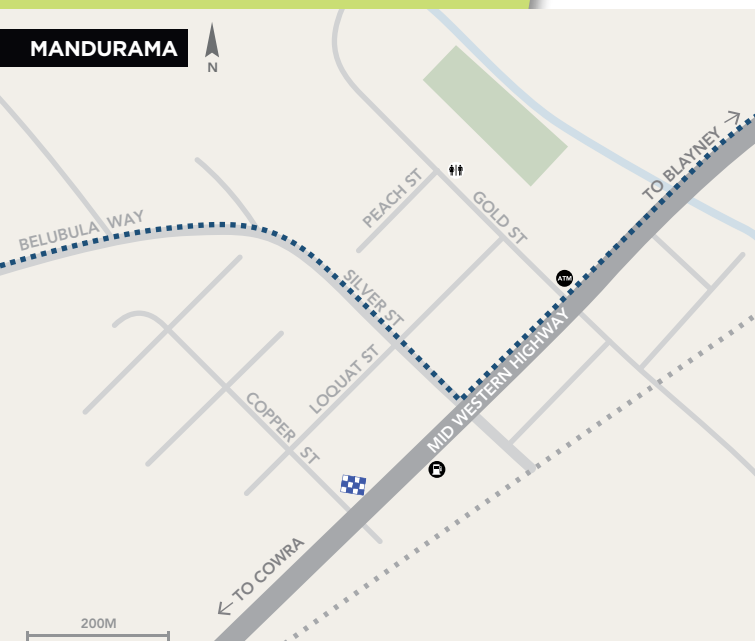 MANDURAMA
N
TO BLAYNEY
PEACH ST
GOLD ST
BELUBULA WAY
SILVER ST
ATM
MID WESTERN HIGHWAY
LOQUAT ST
COPPER ST
TO COWRA
200M